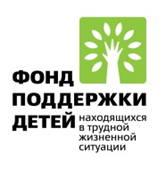 ФОНД
ПОДДЕРЖКИ
ДЕТЕЙ
находящихся
в трудной
жизненной
ситуации